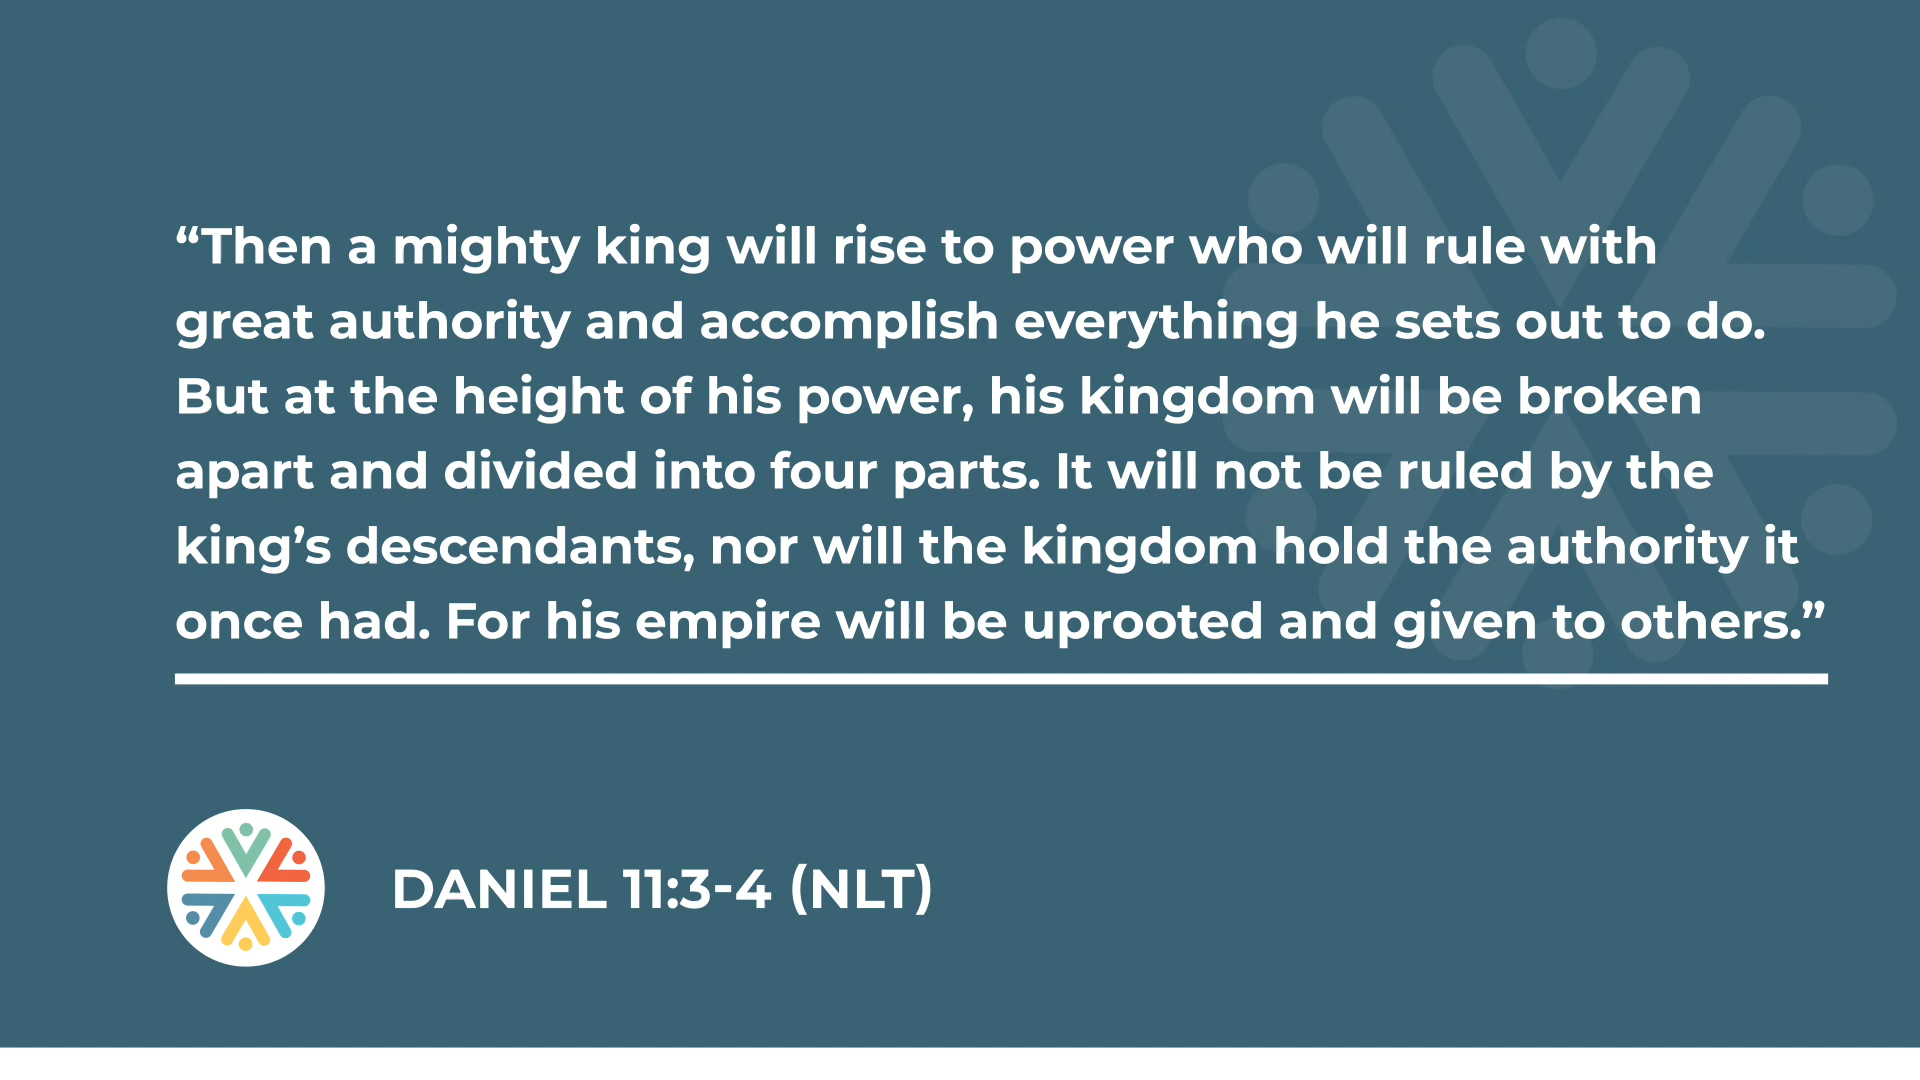 “Then a mighty king will rise to power who will rule with
great authority and accomplish everything he sets out to do.
But at the height of his power, his kingdom will be broken
apart and divided into four parts. It will not be ruled by the
king’s descendants, nor will the kingdom hold the authority it
once had. For his empire will be uprooted and given to others.”
DANIEL 11:3-4 (NLT)